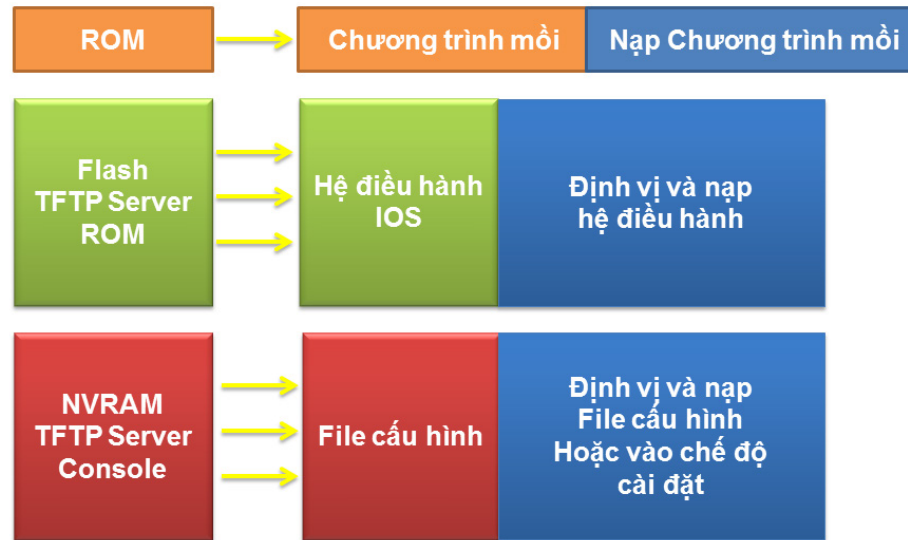 ROM
Chương trình mồi
Nạp Chương trình mồi
Flash
TFTP Server
ROM
Hệ điều hành
IOS
Định vị và nạp
hệ điều hành
NVRAM
TFTP Server
Console
File cấu hình
Định vị và nạp
File cấu hình
Hoặc vào chế độ
cài đặt